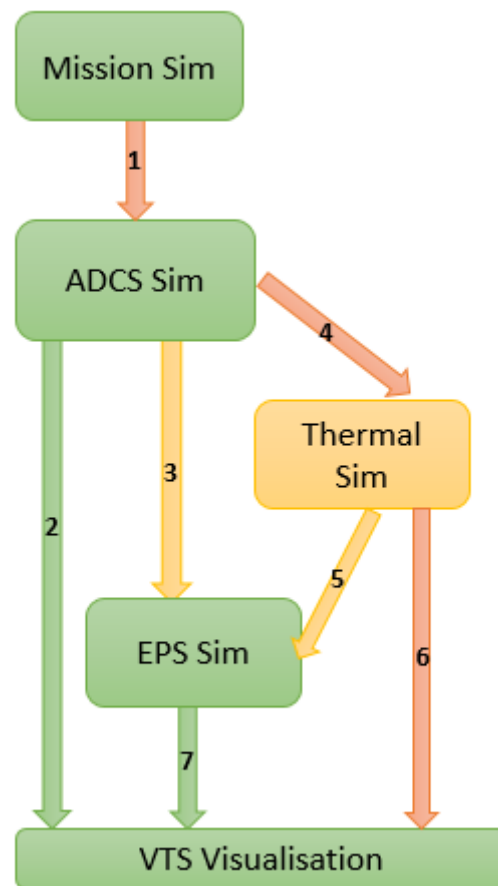 Mission Sim
1
ADCS Sim
4
Thermal
Sim
3
2
5
EPS Sim
6
7
VTS Visualisation